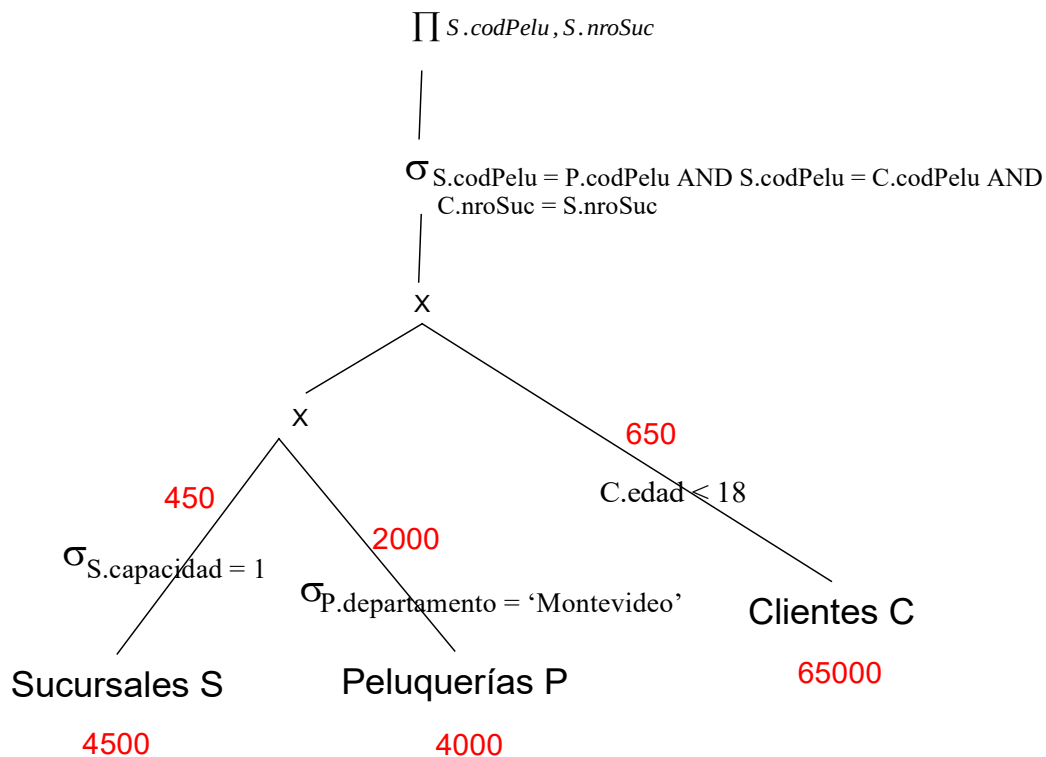 ∏ S.codPelu, S.nroSuc
σ S.codPelu = P.codPelu AND S.codPelu = C.codPelu AND
C.nroSuc = S.nroSuc
X
X
650
450
C.edad < 18
2000
σ S.capacidad = 1
σ P.departamento = ‘Montevideo’
Clientes C
Sucursales S
Peluquerías P
65000
4500
4000